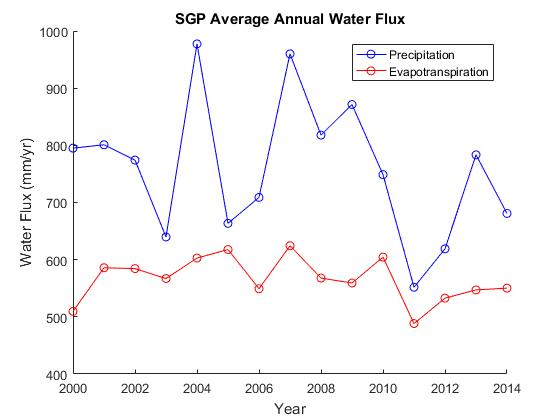 SGP Average Annual Water Flux
Precipitation
Evapotranspiration
Water Flux (mm/yr)
1000
900
800
700
600
500
400
2000 2002 2004 2006 2008 2010 2012 2014
Year